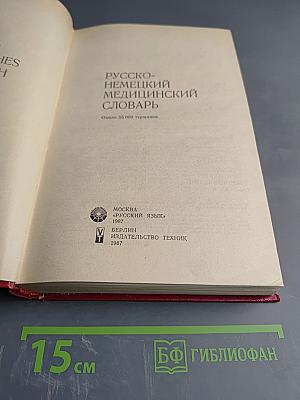 HES
H
РУССКО-
НЕМЕЦКИЙ
МЕДИЦИНСКИЙ
СЛОВАРЬ
Около 55 000 терминов
МОСКВА
«РУССКИЙ ЯЗЫК»
1987
БЕРЛИН
ИЗДАТЕЛЬСТВО ТЕХНИК
1987
15 см
БФ ГИБЛИОФАН